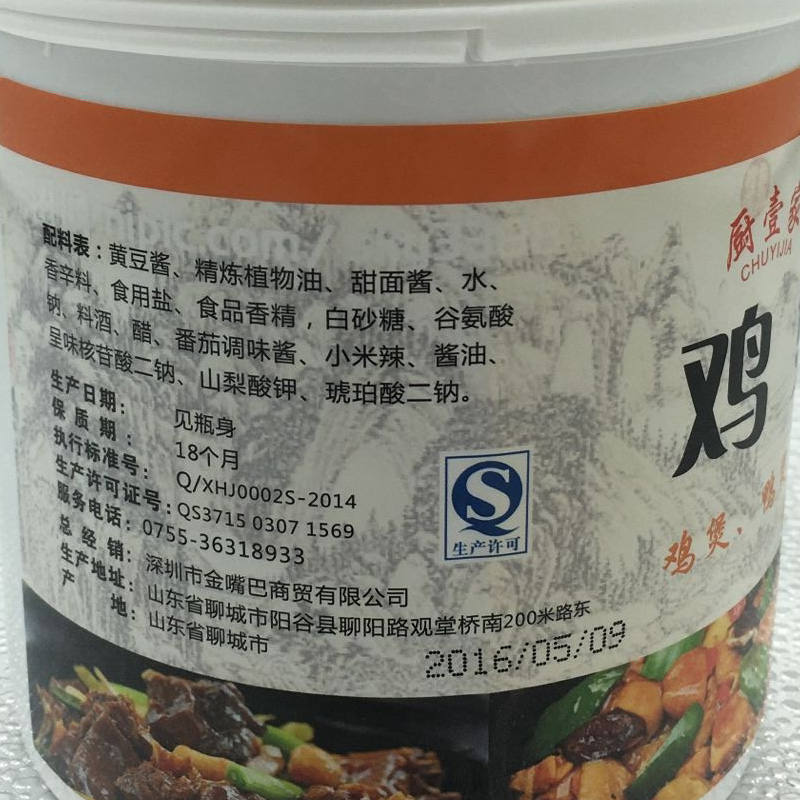 配料表：黄豆酱、精炼植物油、甜面酱、水、
香辛料、食用盐、食品香精，白砂糖、谷氨酸
钠、料酒、醋、番茄调味酱、小米辣、酱油、
呈味核苷酸二钠、山梨酸钾、琥珀酸二钠。
生产日期： 见瓶身
保质期： 18个月
执行标准号： Q/XHJ0002S-2014
生产许可证号：QS3715 0307 1569
服务电话：0755-36318933
总经销： 深圳市金嘴巴商贸有限公司
生产地址：山东省聊城市阳谷县聊阳路观堂桥南200米路东
产地：山东省聊城市
2016/05/09
S
生产许可
厨壹
CHUYIJIA
鸡
鸡煲、鸭